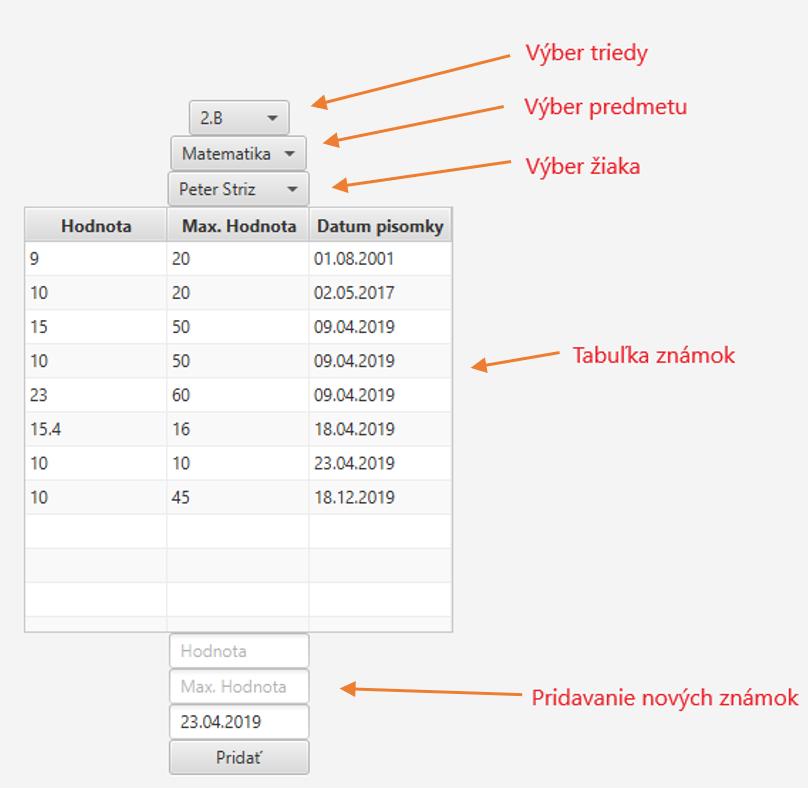 Výber triedy
2.B
Výber predmetu
Matematika
Výber žiaka
Peter Striz
Hodnota Max. Hodnota Datum pisomky
9 20 01.08.2001
10 20 02.05.2017
15 50 09.04.2019
10 50 09.04.2019
23 60 09.04.2019
15.4 16 18.04.2019
10 10 23.04.2019
10 45 18.12.2019
Tabuľka známok
Hodnota
Max. Hodnota
23.04.2019
Pridať
Pridavanie nových známok